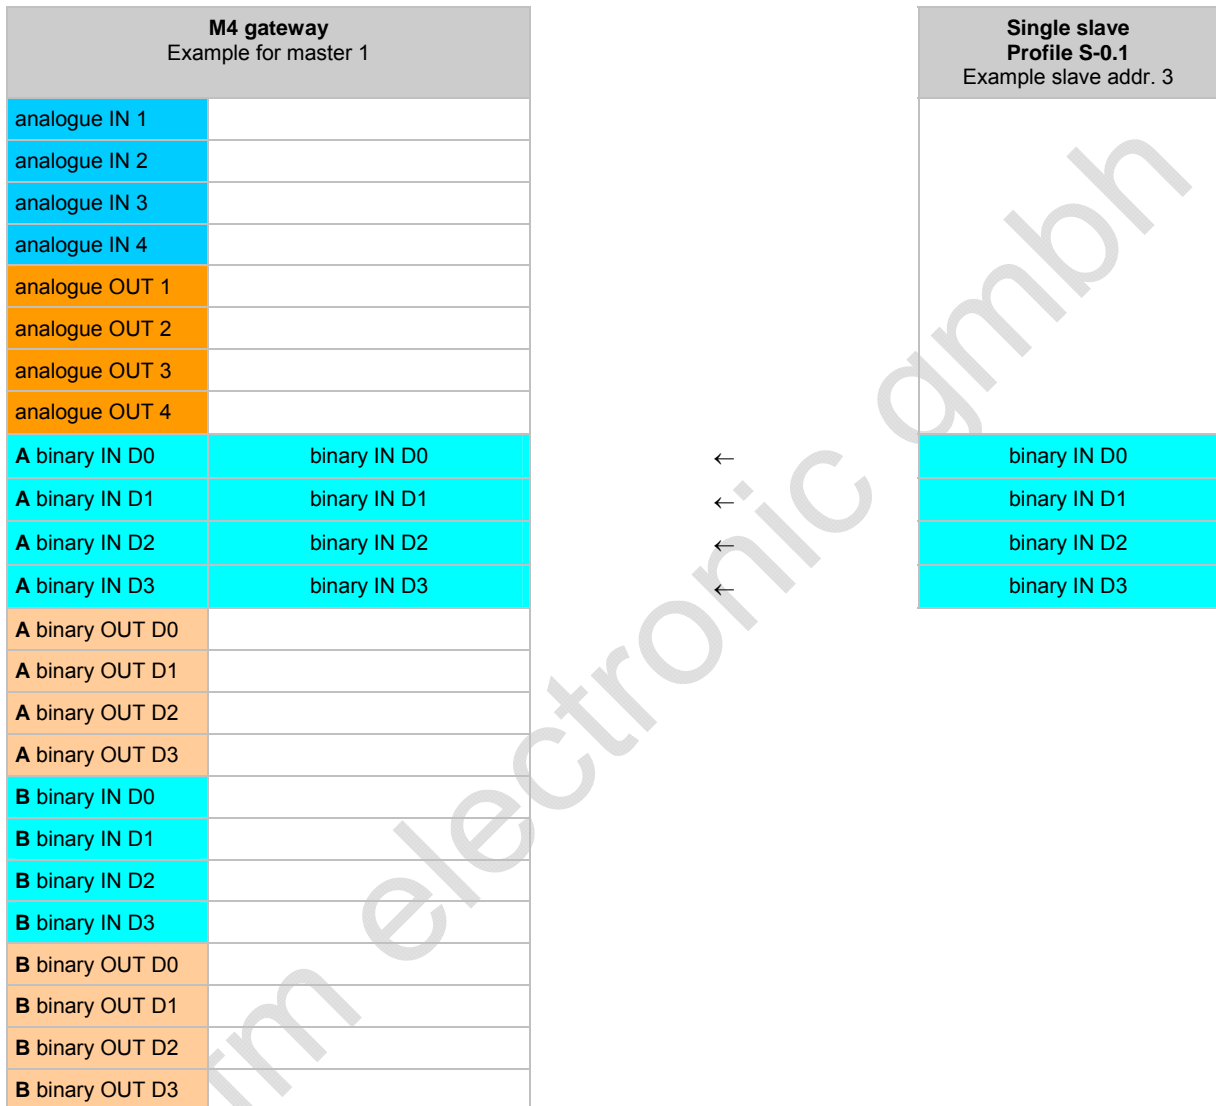 M4 gateway
Example for master 1
Single slave
Profile S-0.1
Example slave addr. 3
analogue IN 1
analogue IN 2
analogue IN 3
analogue IN 4
analogue OUT 1
analogue OUT 2
analogue OUT 3
analogue OUT 4
A binary IN D0 binary IN D0 ← binary IN D0
A binary IN D1 binary IN D1 ← binary IN D1
A binary IN D2 binary IN D2 ← binary IN D2
A binary IN D3 binary IN D3 ← binary IN D3
A binary OUT D0
A binary OUT D1
A binary OUT D2
A binary OUT D3
B binary IN D0
B binary IN D1
B binary IN D2
B binary IN D3
B binary OUT D0
B binary OUT D1
B binary OUT D2
B binary OUT D3
electronic gmbh